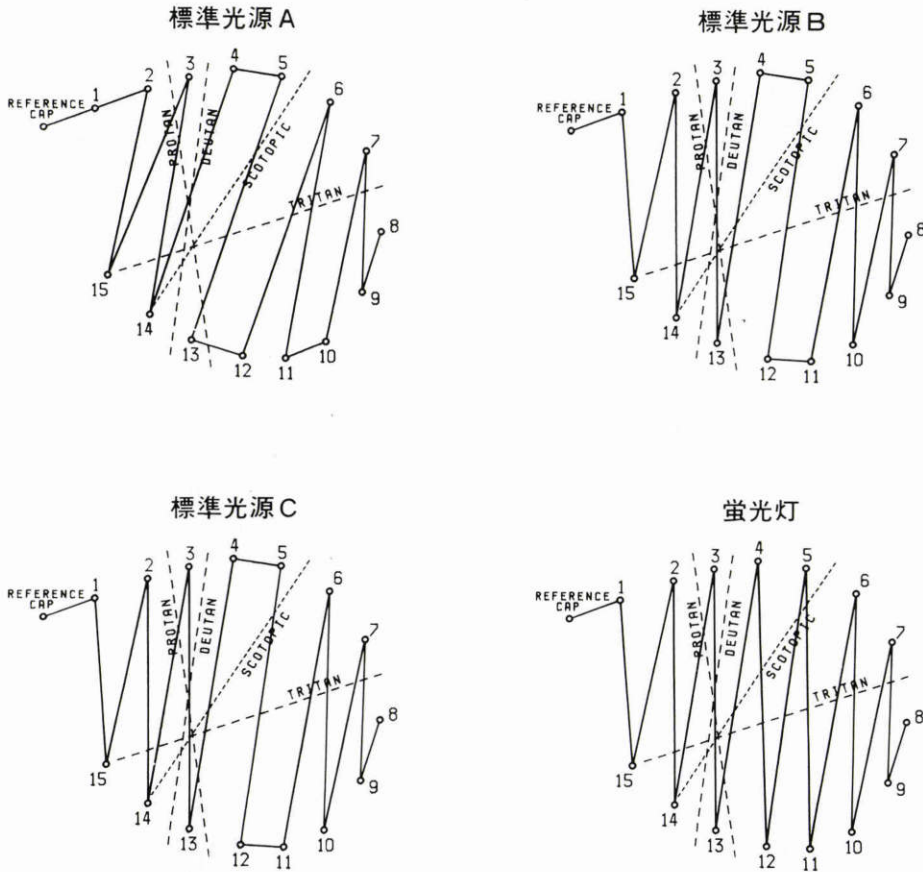 標準光源A
標準光源B
4
5
3
2
6
1
REFERENCE
CAP
PROTAN
DEUTAN
SCOTOPIC
7
TRITAN
8
15
14
9
13
12
11
10
4
5
3
2
6
1
REFERENCE
CAP
PROTAN
DEUTAN
SCOTOPIC
7
TRITAN
8
15
14
9
13
12
11
10
標準光源C
蛍光灯
4
5
3
2
6
1
REFERENCE
CAP
PROTAN
DEUTAN
SCOTOPIC
7
TRITAN
8
15
14
9
13
12
11
10
4
5
3
2
6
1
REFERENCE
CAP
PROTAN
DEUTAN
SCOTOPIC
7
TRITAN
8
15
14
9
13
12
11
10